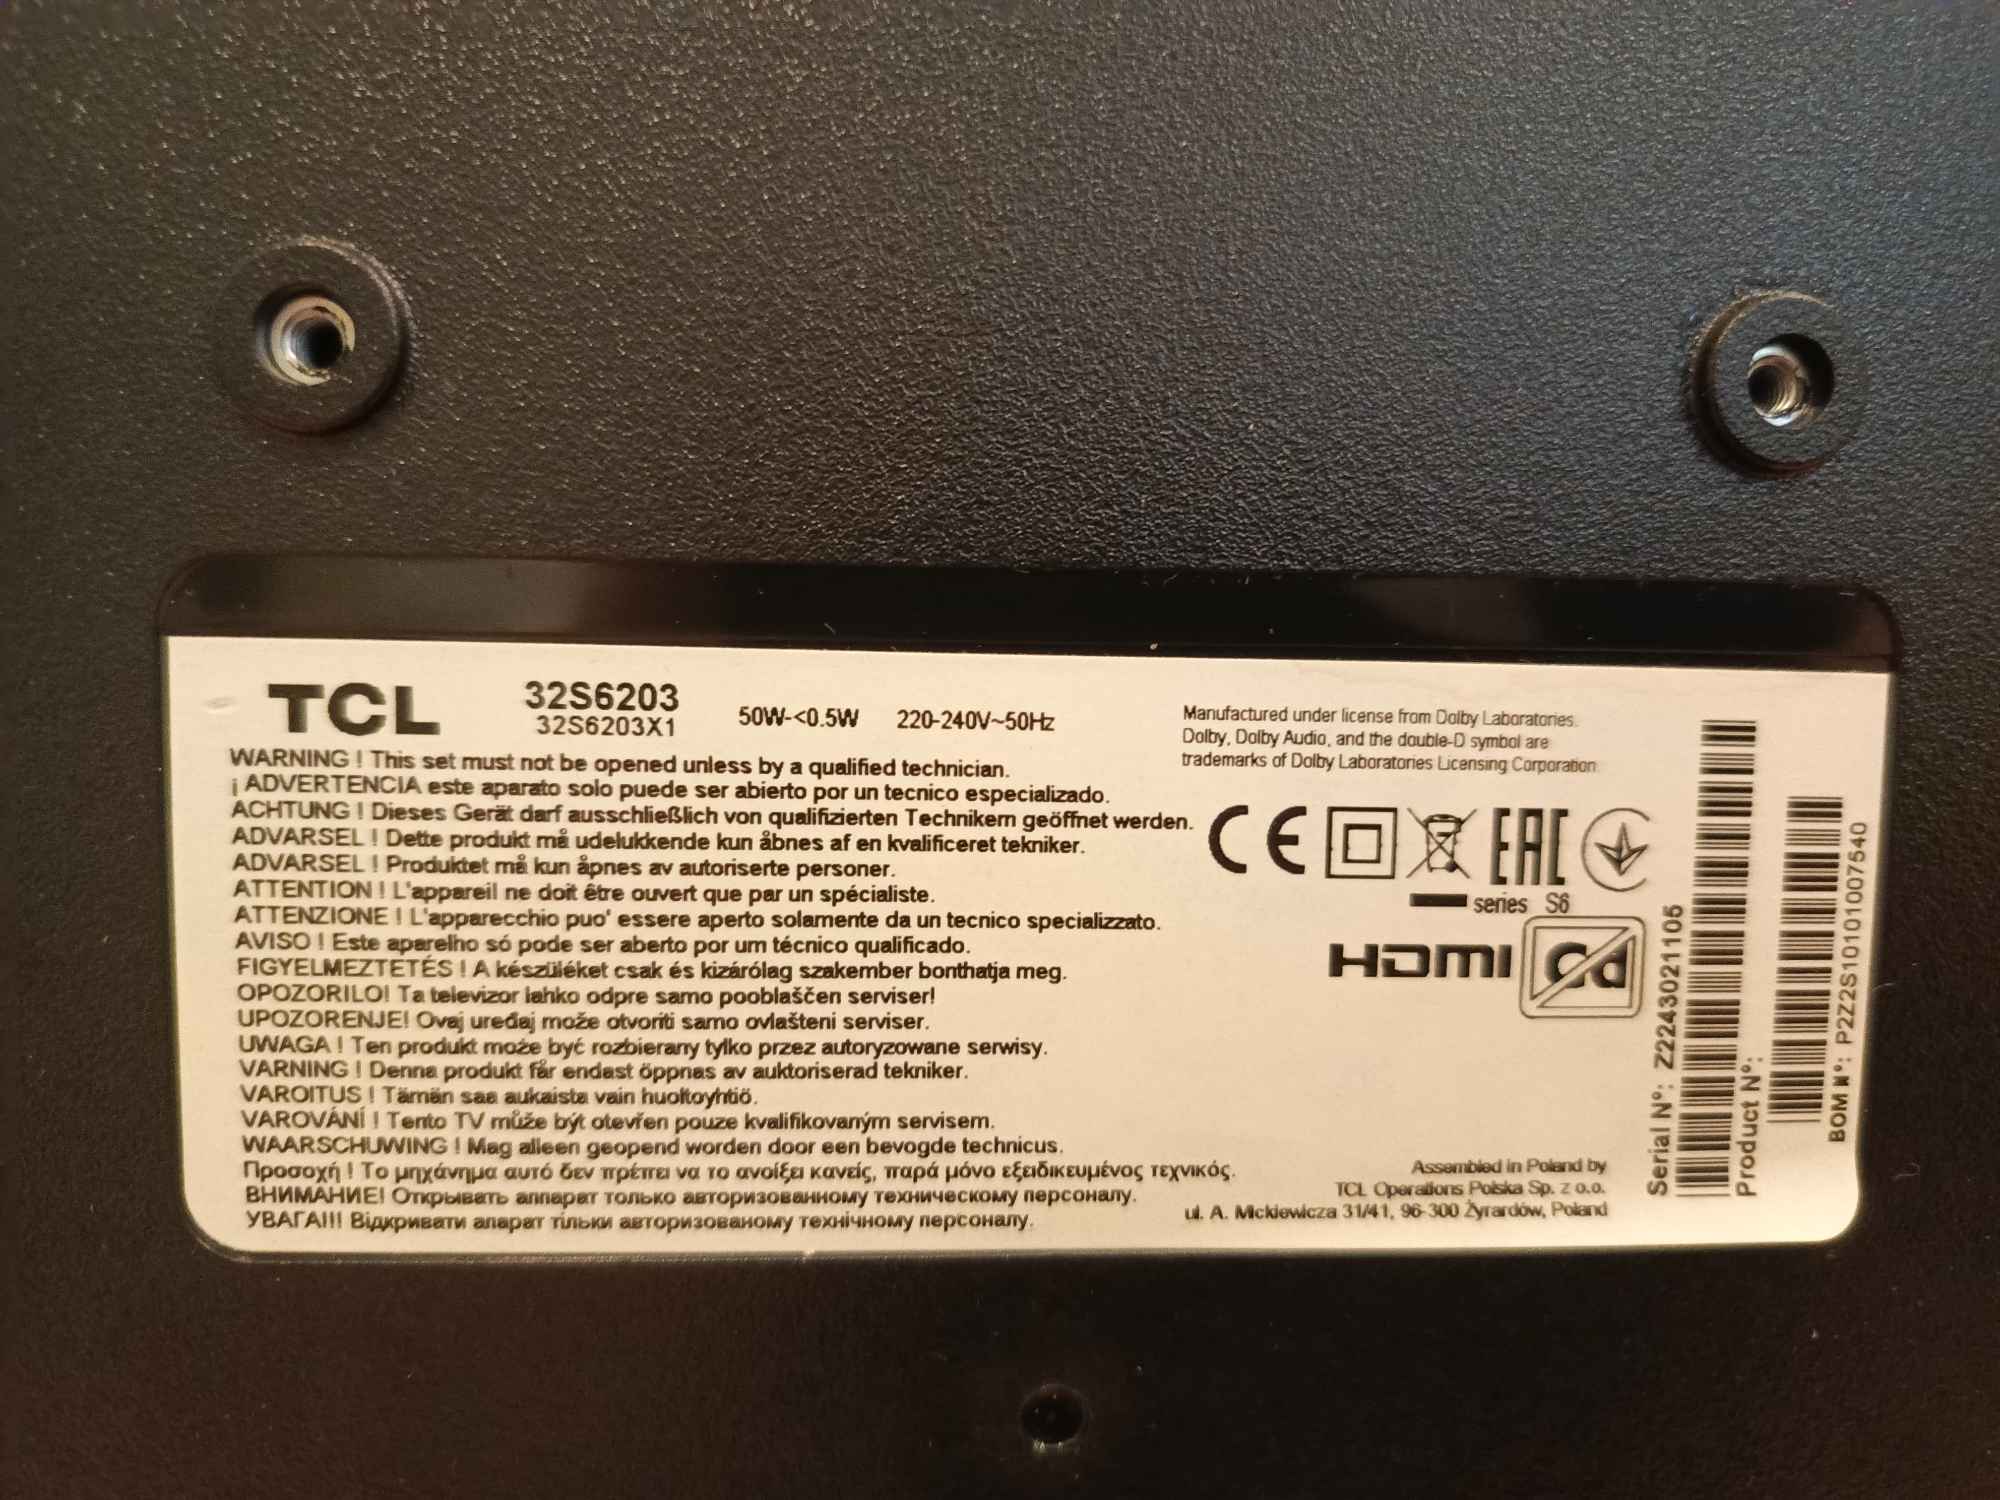 TCL
32S6203
32S6203X1
50W-<0.5W 220-240V~50Hz
Manufactured under license from Dolby Laboratories.
Dolby, Dolby Audio, and the double-D symbol are
trademarks of Dolby Laboratories Licensing Corporation.
WARNING ! This set must not be opened unless by a qualified technician.
¡ ADVERTENCIA este aparato solo puede ser abierto por un tecnico especializado.
ACHTUNG ! Dieses Gerät darf ausschließlich von qualifizierten Technikern geöffnet werden.
ADVARSEL ! Dette produkt må udelukkende kun åbnes af en kvalificeret tekniker.
ADVARSEL ! Produktet må kun åpnes av autoriserte personer.
ATTENTION ! L'appareil ne doit être ouvert que par un spécialiste.
ATTENZIONE ! L'apparecchio puo' essere aperto solamente da un tecnico specializzato.
AVISO ! Este aparelho só pode ser aberto por um técnico qualificado.
FIGYELMEZTETÉS ! A készüléket csak és kizárólag szakember bonthatja meg.
OPOZORILO! Ta televizor lahko odpre samo pooblaščen serviser!
UPOZORENJE! Ovaj uređaj može otvoriti samo ovlašteni serviser.
UWAGA ! Ten produkt może być rozbierany tylko przez autoryzowane serwisy.
VARNING ! Denna produkt får endast öppnas av auktoriserad tekniker.
VAROITUS ! Tämän saa aukaista vain huoltoyhtiö.
VAROVÁNÍ ! Tento TV může být otevřen pouze kvalifikovaným servisem.
WAARSCHUWING ! Mag alleen geopend worden door een bevogde technicus.
Προσοχή ! Το μηχάνημα αυτό δεν πρέπει να το ανοίξει κανείς, παρά μόνο εξειδικευμένος τεχνικός.
ВНИМАНИЕ! Открывать аппарат только авторизованному техническому персоналу.
УВАГА!!! Відкривати апарат тільки авторизованому технічному персоналу.
CE EAC
series S6
HDMI
Assembled in Poland by
TCL Operations Polska Sp. z o.o.
ul. A. Mickiewicza 31/41, 96-300 Żyrardów, Poland
Serial N°: Z2243021105
Product N°:
BOM N°: P2Z2S10101007540